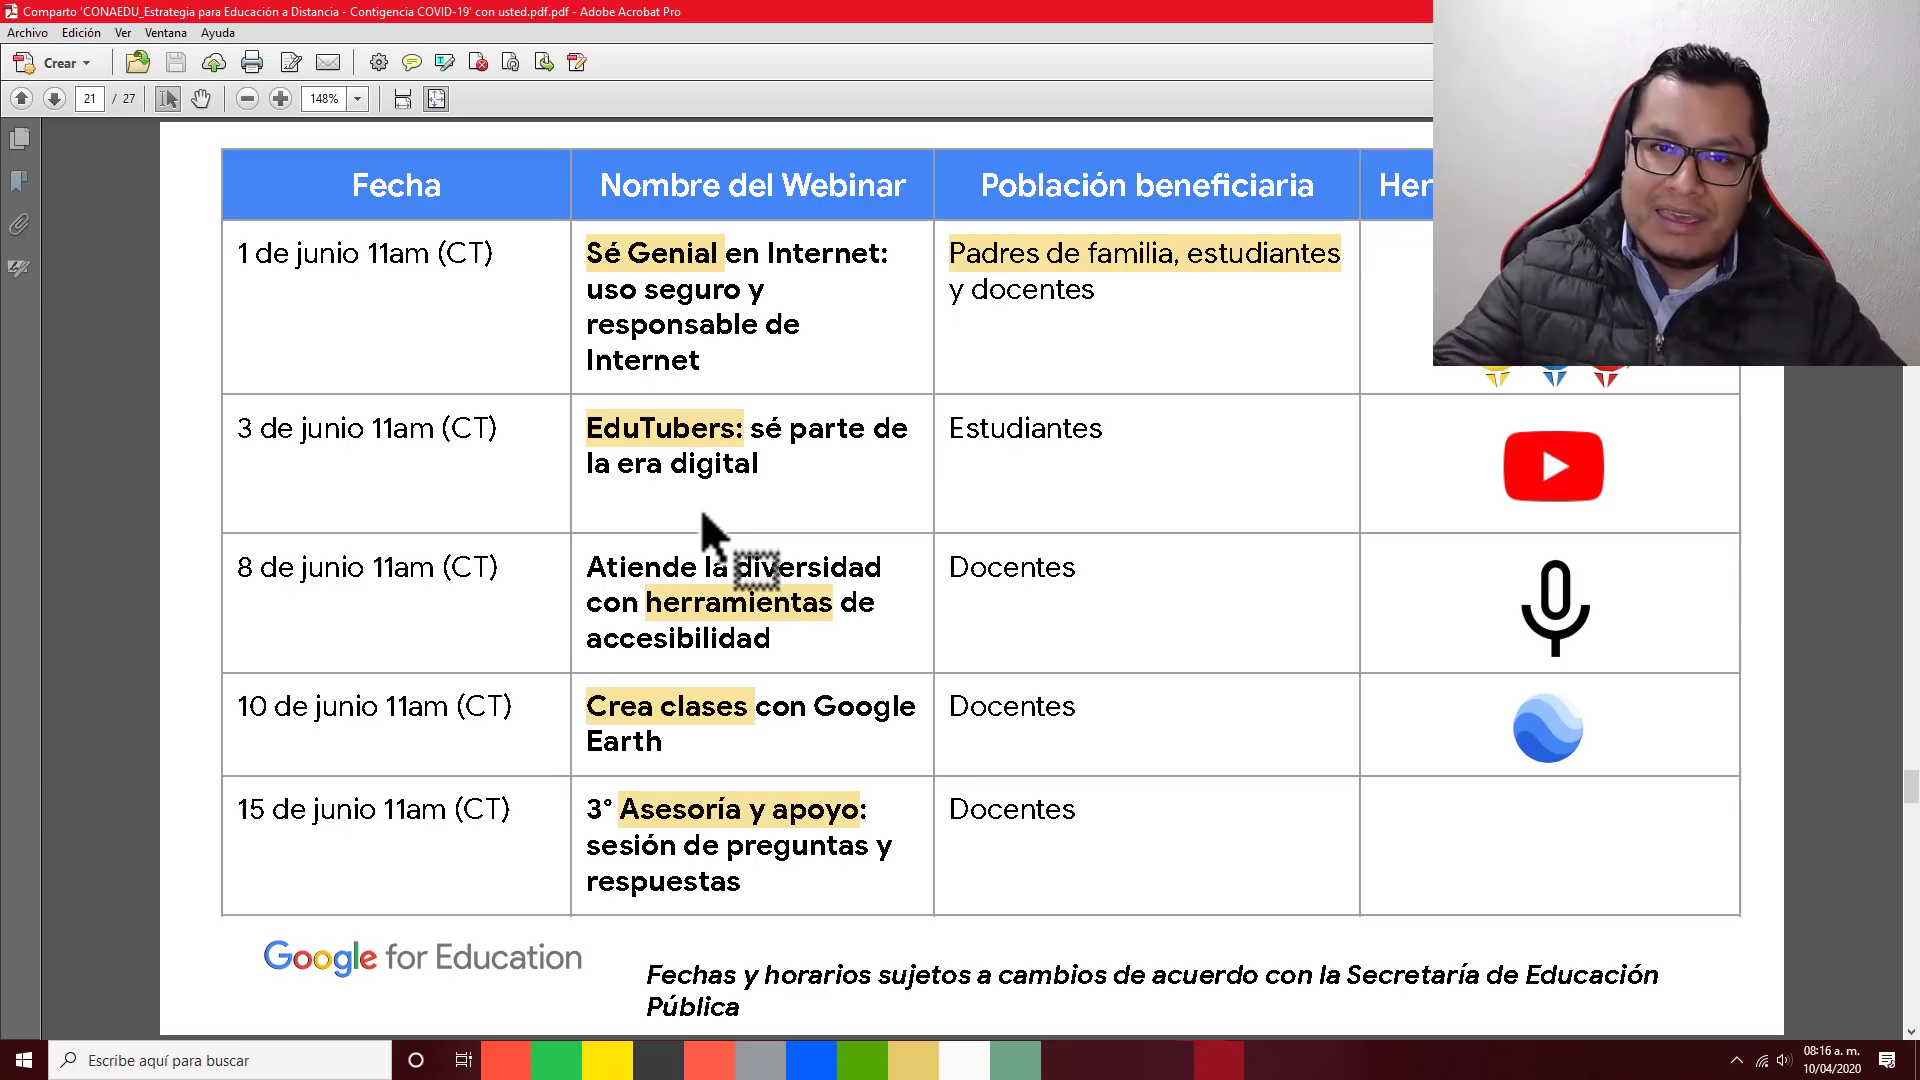 Comparto 'CONAEDU_Estrategia para Educación a Distancia - Contigencia COVID-19' con usted.pdf.pdf - Adobe Acrobat Pro
Archivo Edición Ver Ventana Ayuda
Crear
21 / 27 148%
Fecha Nombre del Webinar Población beneficiaria Her
1 de junio 11am (CT)
Sé Genial en Internet:
uso seguro y
responsable de
Internet
Padres de familia, estudiantes
y docentes
3 de junio 11am (CT)
EduTubers: sé parte de
la era digital
Estudiantes
8 de junio 11am (CT)
Atiende la diversidad
con herramientas de
accesibilidad
Docentes
10 de junio 11am (CT)
Crea clases con Google
Earth
Docentes
15 de junio 11am (CT)
3° Asesoría y apoyo:
sesión de preguntas y
respuestas
Docentes
Google for Education
Fechas y horarios sujetos a cambios de acuerdo con la Secretaría de Educación
Pública
Escribe aquí para buscar
08:16 a. m.
10/04/2020